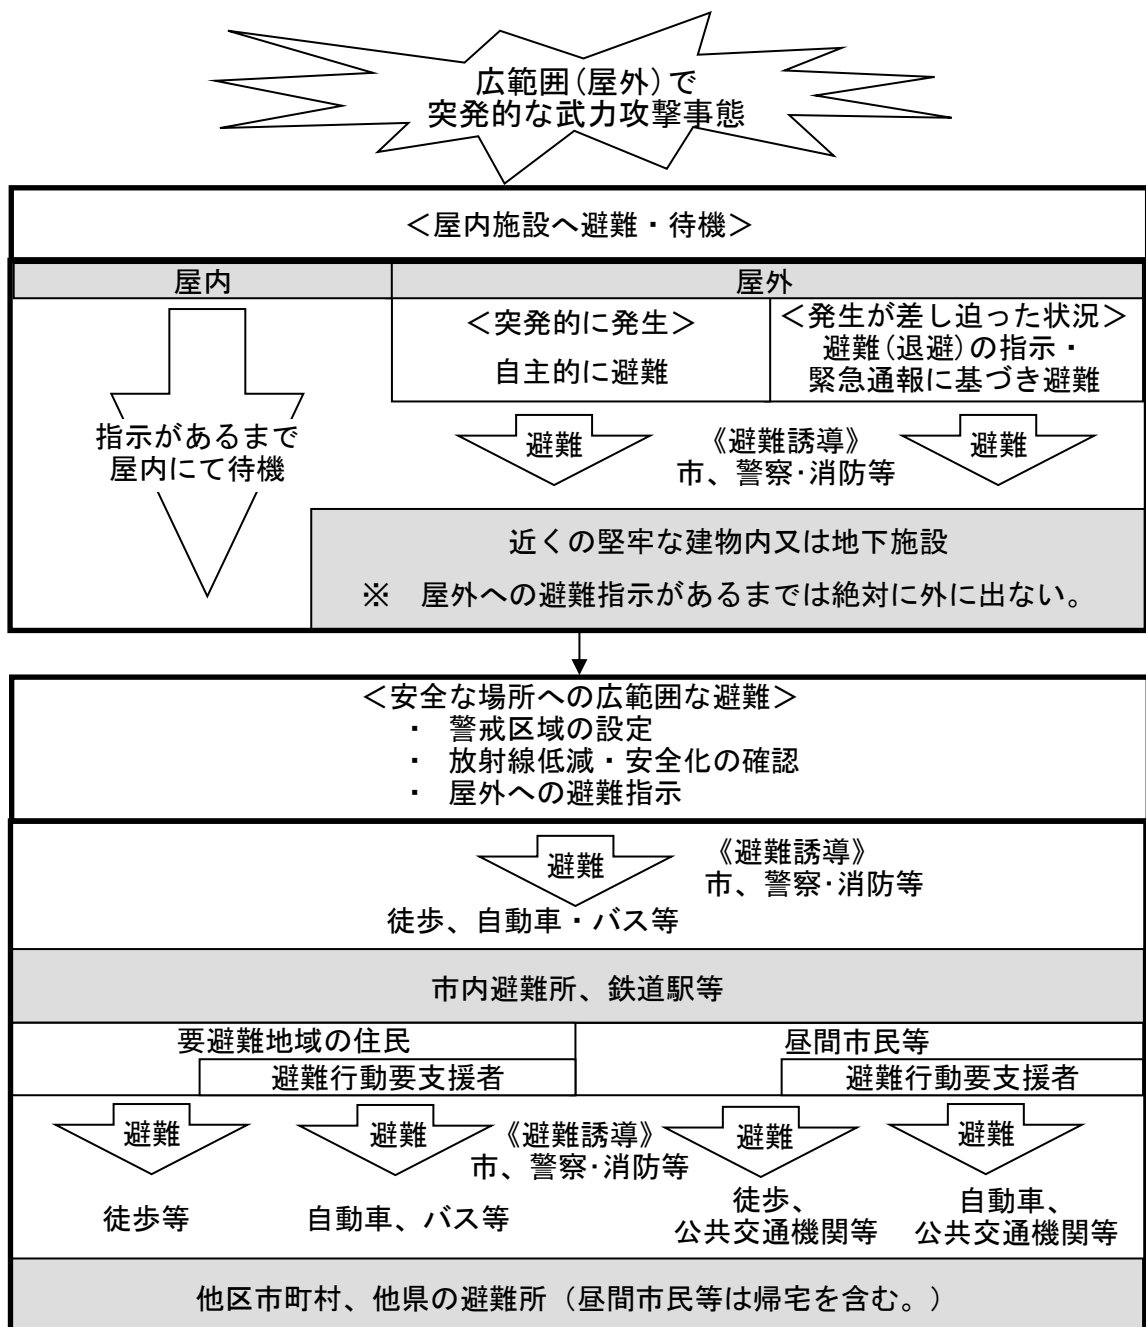 広範囲(屋外)で
突発的な武力攻撃事態
＜屋内施設へ避難・待機＞
屋内
屋外
指示があるまで
屋内にて待機
＜突発的に発生＞
自主的に避難
＜発生が差し迫った状況＞
避難(退避)の指示・
緊急通報に基づき避難
避難
《避難誘導》
市、警察･消防等
避難
近くの堅牢な建物内又は地下施設
※　屋外への避難指示があるまでは絶対に外に出ない。
＜安全な場所への広範囲な避難＞
・　警戒区域の設定
・　放射線低減・安全化の確認
・　屋外への避難指示
避難
《避難誘導》
市、警察･消防等
徒歩、自動車・バス等
市内避難所、鉄道駅等
要避難地域の住民
避難行動要支援者
昼間市民等
避難行動要支援者
避難
避難
《避難誘導》
市、警察･消防等
避難
避難
徒歩等
自動車、バス等
徒歩、
公共交通機関等
自動車、
公共交通機関等
他区市町村、他県の避難所（昼間市民等は帰宅を含む。）